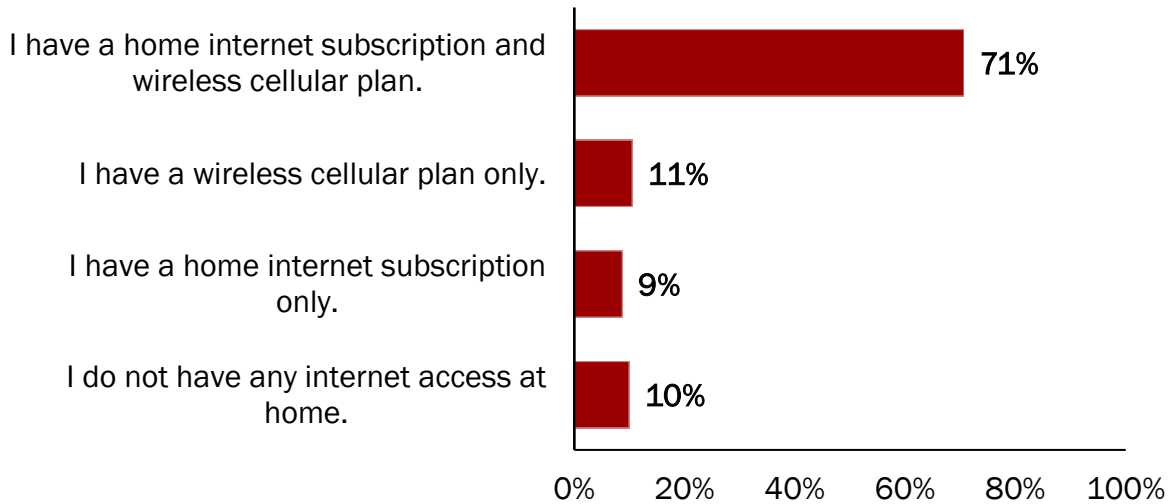 I have a home internet subscription and
wireless cellular plan.
71%
I have a wireless cellular plan only.
11%
I have a home internet subscription
only.
9%
I do not have any internet access at
home.
10%
0% 20% 40% 60% 80% 100%